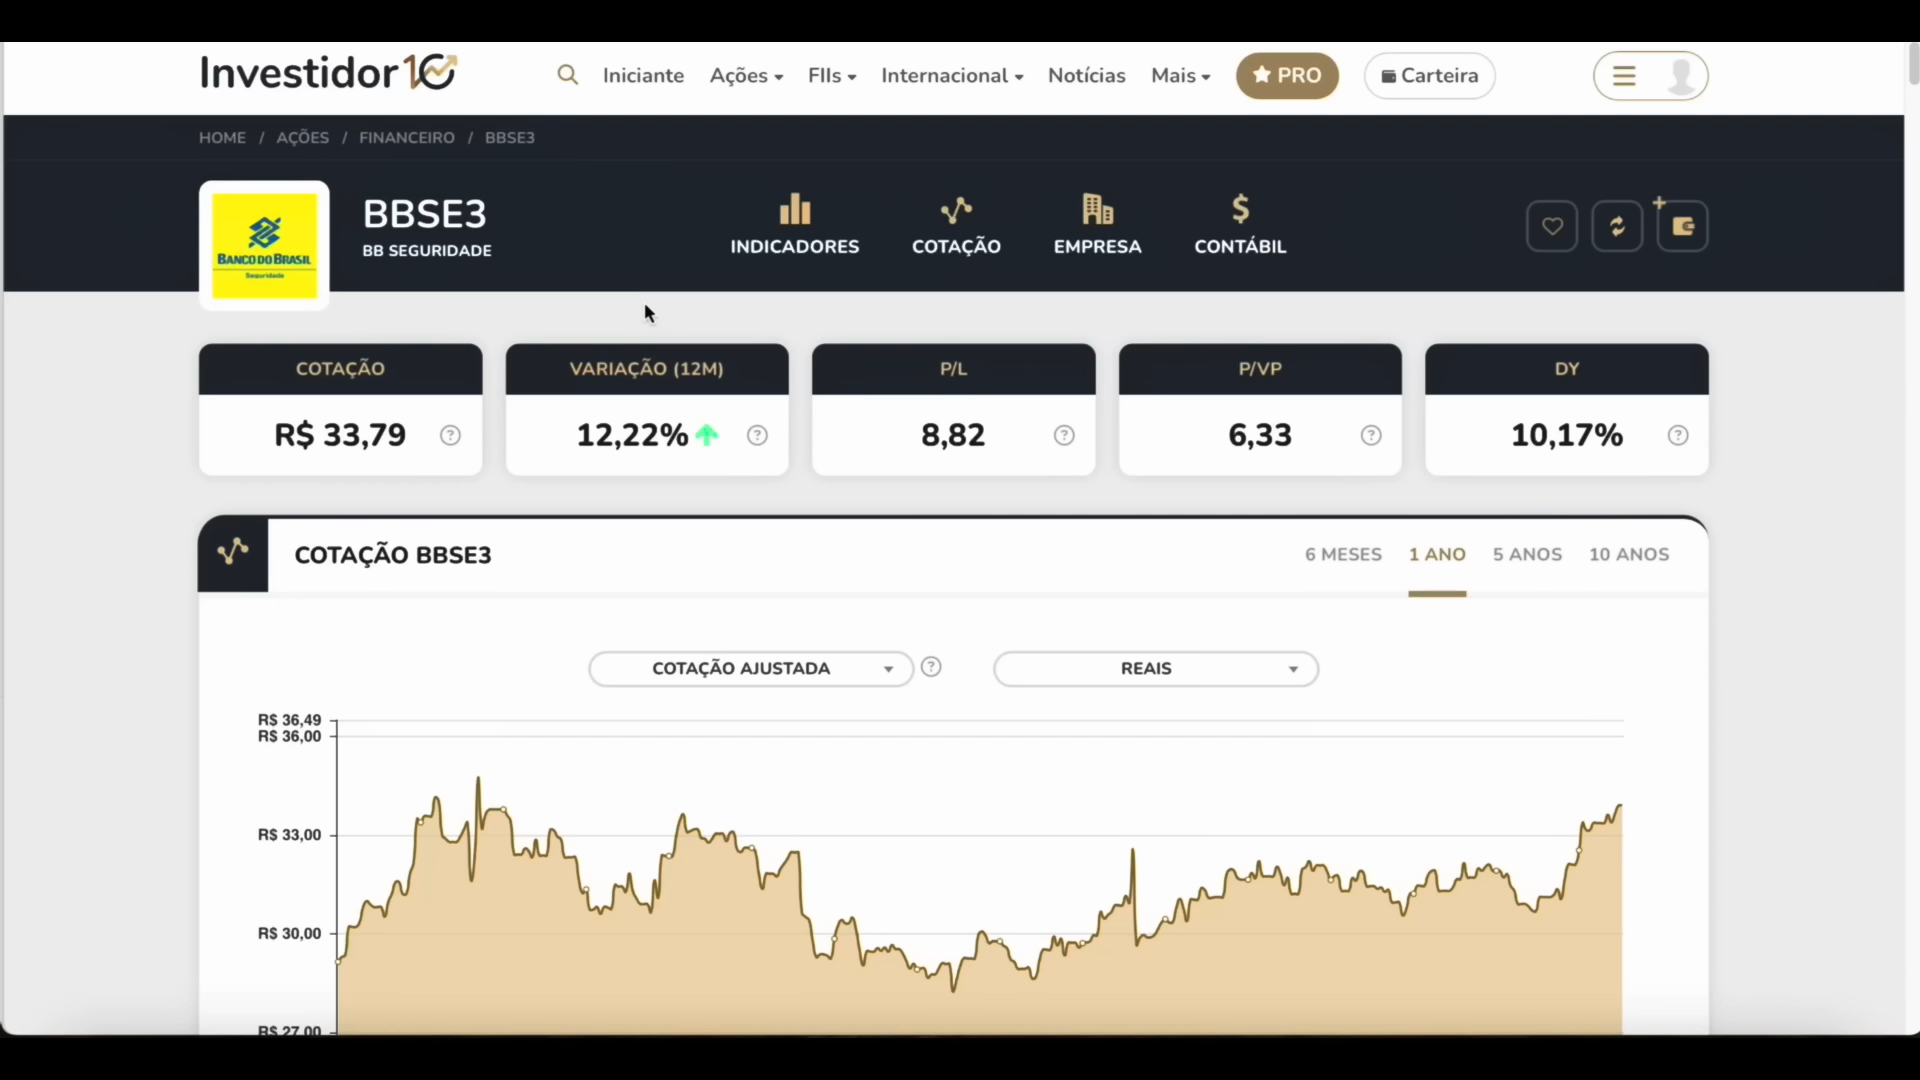 Investidor 10
Iniciante Ações FIIs Internacional Notícias Mais PRO Carteira
HOME / AÇÕES / FINANCEIRO / BBSE3
BANCO DO BRASIL
Seguridade
BBSE3
BB SEGURIDADE
INDICADORES COTAÇÃO EMPRESA CONTÁBIL
COTAÇÃO VARIAÇÃO (12M) P/L P/VP DY
R$ 33,79 ? 12,22% ? 8,82 ? 6,33 ? 10,17% ?
COTAÇÃO BBSE3 6 MESES 1 ANO 5 ANOS 10 ANOS
COTAÇÃO AJUSTADA ? REAIS
R$ 36,49
R$ 36,00
R$ 33,00
R$ 30,00
R$ 27,00